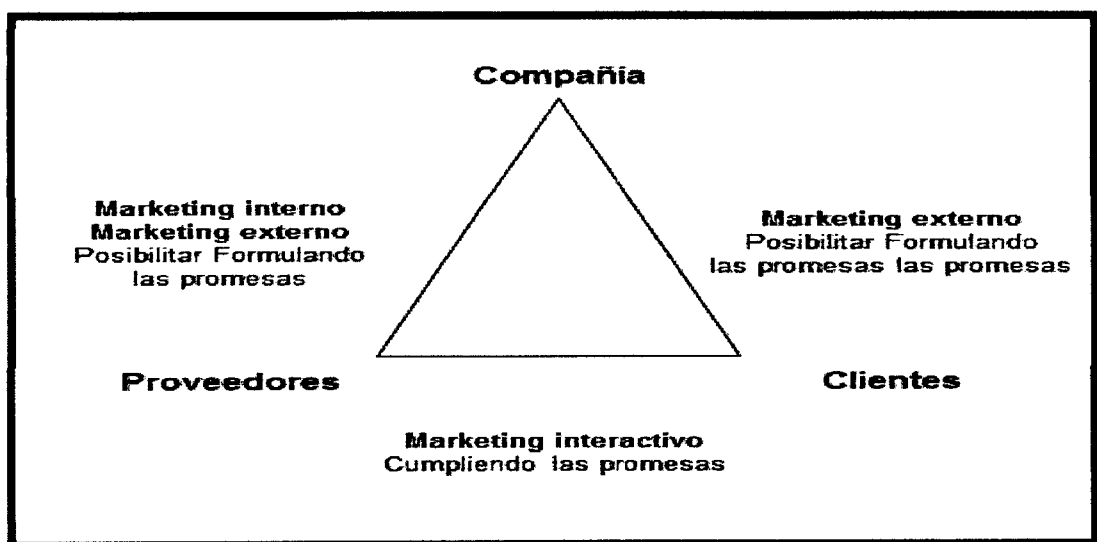 Compañia
Marketing interno
Marketing externo
Posibilitar Formulando
las promesas
Marketing externo
Posibilitar Formulando
las promesas las promesas
Proveedores
Clientes
Marketing interactivo
Cumpliendo las promesas